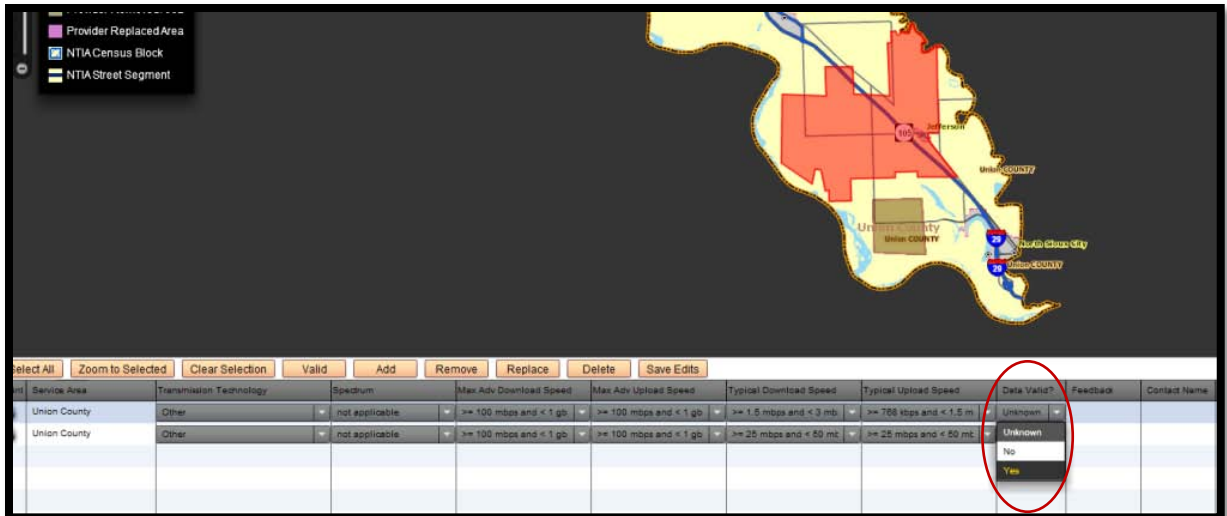 Provider Replaced Area
NTIA Census Block
NTIA Street Segment
105
Jefferson
Union COUNTY
Union County
Union COUNTY
29
North Sioux City
29
Union COUNTY
Select All Zoom to Selected Clear Selection Valid Add Remove Replace Delete Save Edits
Service Area Transmission Technology Spectrum Max Adv Download Speed Max Adv Upload Speed Typical Download Speed Typical Upload Speed Data Valid? Feedback Contact Name
Union County Other not applicable >= 100 mbps and < 1 gb >= 100 mbps and < 1 gb >= 1.5 mbps and < 3 mb >= 768 kbps and < 1.5 m Unknown
Union County Other not applicable >= 100 mbps and < 1 gb >= 100 mbps and < 1 gb >= 25 mbps and < 50 mb >= 25 mbps and < 50 mb
Unknown
No
Yes